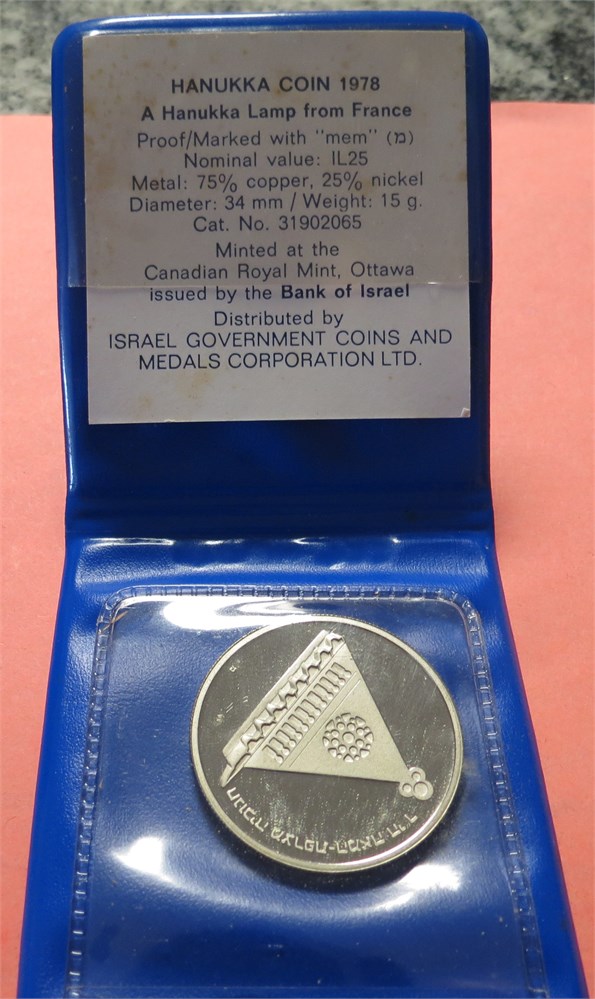 HANUKKA COIN 1978
A Hanukka Lamp from France
Proof/Marked with "mem" (מ)
Nominal value: IL25
Metal: 75% copper, 25% nickel
Diameter: 34 mm / Weight: 15 g.
Cat. No. 31902065
Minted at the
Canadian Royal Mint, Ottawa
issued by the Bank of Israel
Distributed by
ISRAEL GOVERNMENT COINS AND
MEDALS CORPORATION LTD.